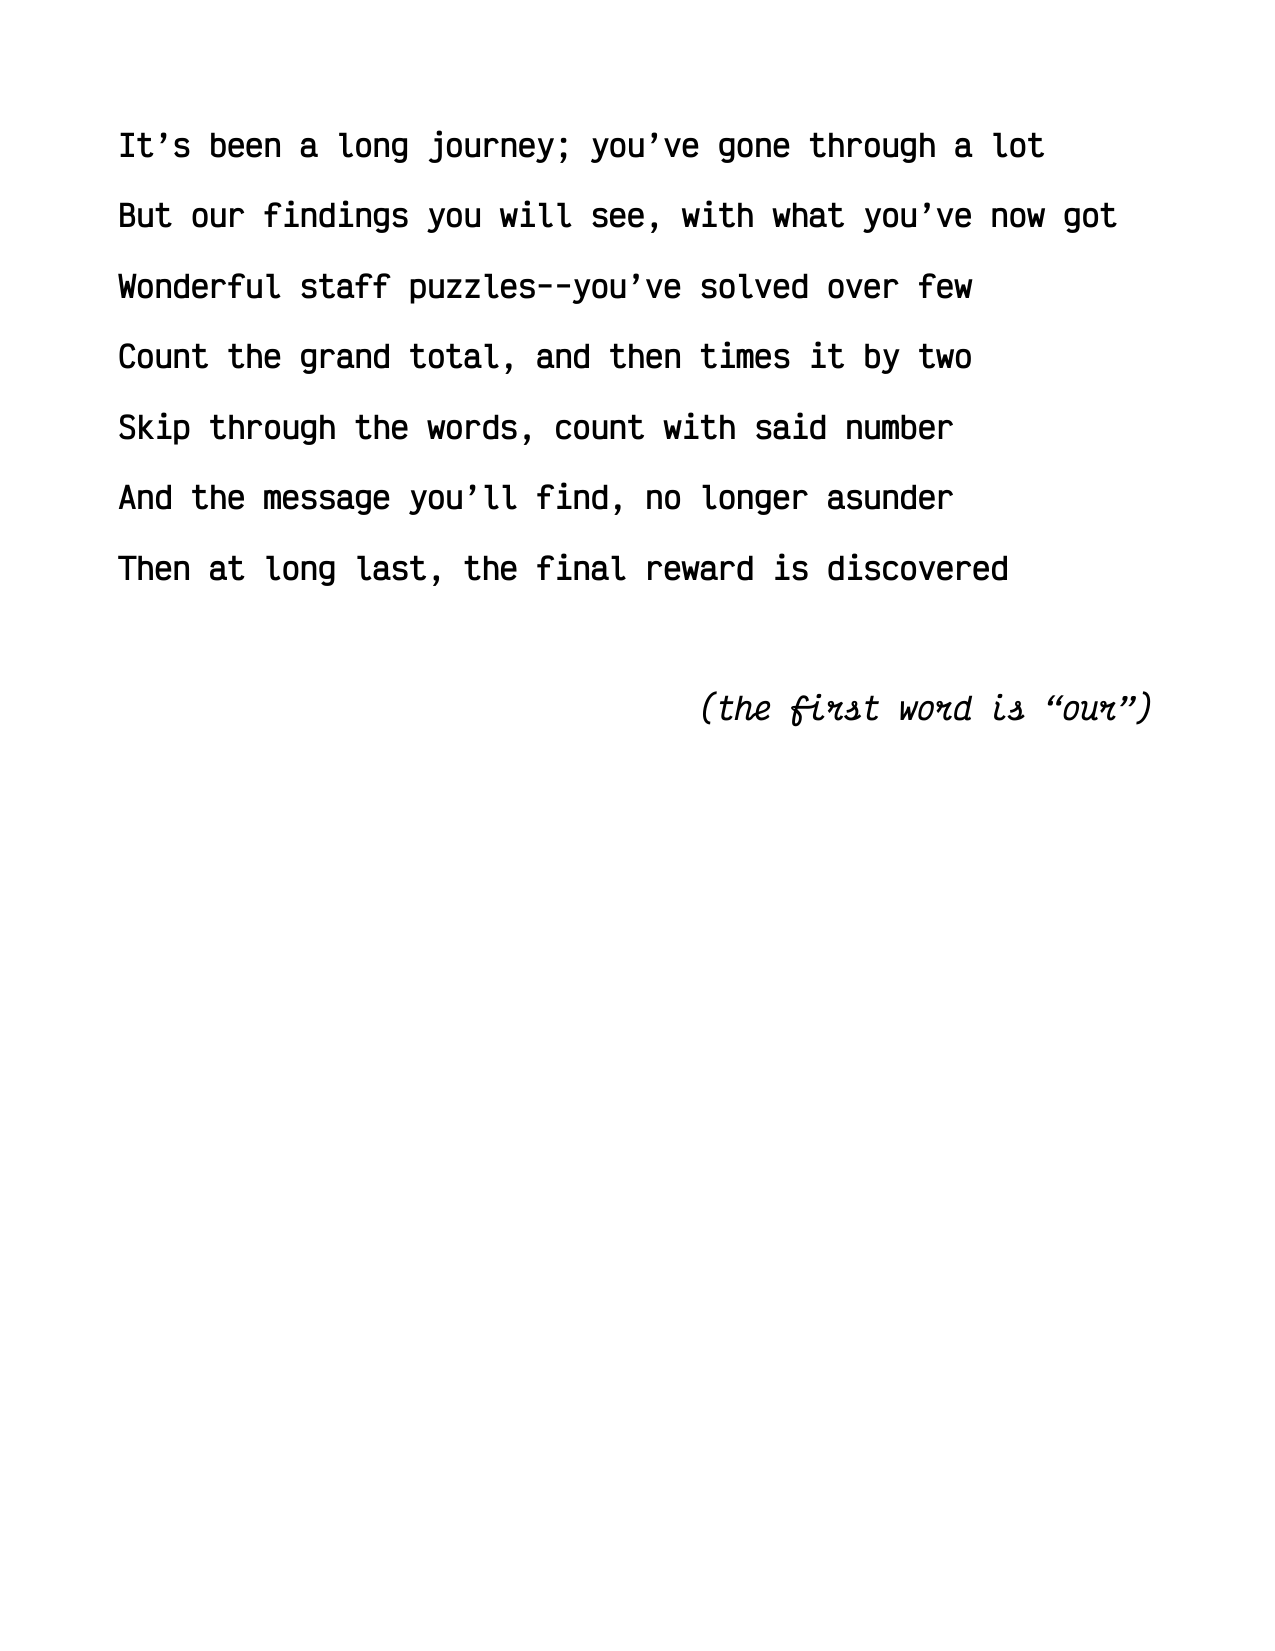 It’s been a long journey; you’ve gone through a lot
But our findings you will see, with what you’ve now got
Wonderful staff puzzles--you’ve solved over few
Count the grand total, and then times it by two
Skip through the words, count with said number
And the message you’ll find, no longer asunder
Then at long last, the final reward is discovered
(the first word is “our”)